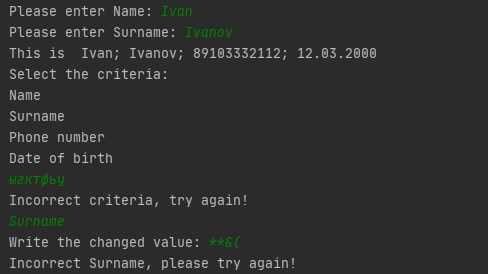 Please enter Name: Ivan
Please enter Surname: Ivanov
This is  Ivan; Ivanov; 89103332112; 12.03.2000
Select the criteria:
Name
Surname
Phone number
Date of birth
ыгктфьу
Incorrect criteria, try again!
Surname
Write the changed value: **&(
Incorrect Surname, please try again!